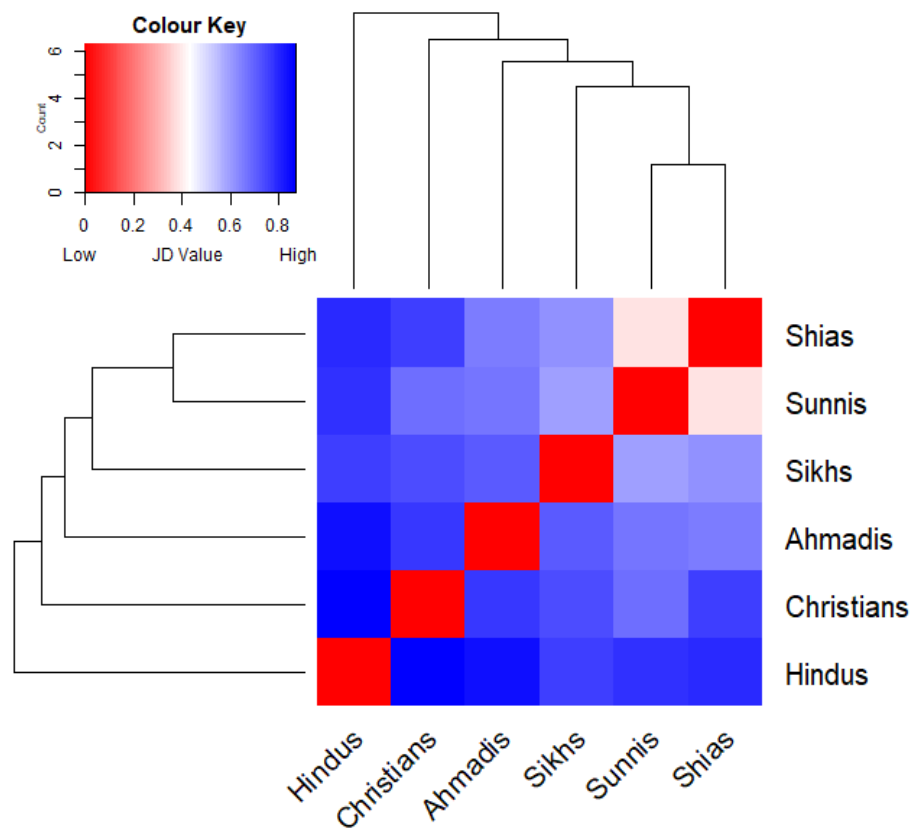 Colour Key
Count
6
4
2
0
0 0.2 0.4 0.6 0.8
Low JD Value High
Shias
Sunnis
Sikhs
Ahmadis
Christians
Hindus
Hindus Christians Ahmadis Sikhs Sunnis Shias